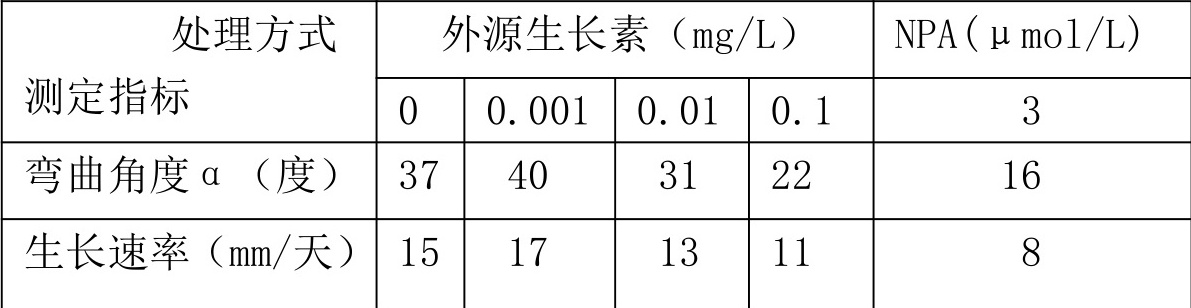 处理方式 外源生长素（mg/L） NPA(μmol/L)
测定指标 0 0.001 0.01 0.1 3
弯曲角度α（度） 37 40 31 22 16
生长速率（mm/天） 15 17 13 11 8